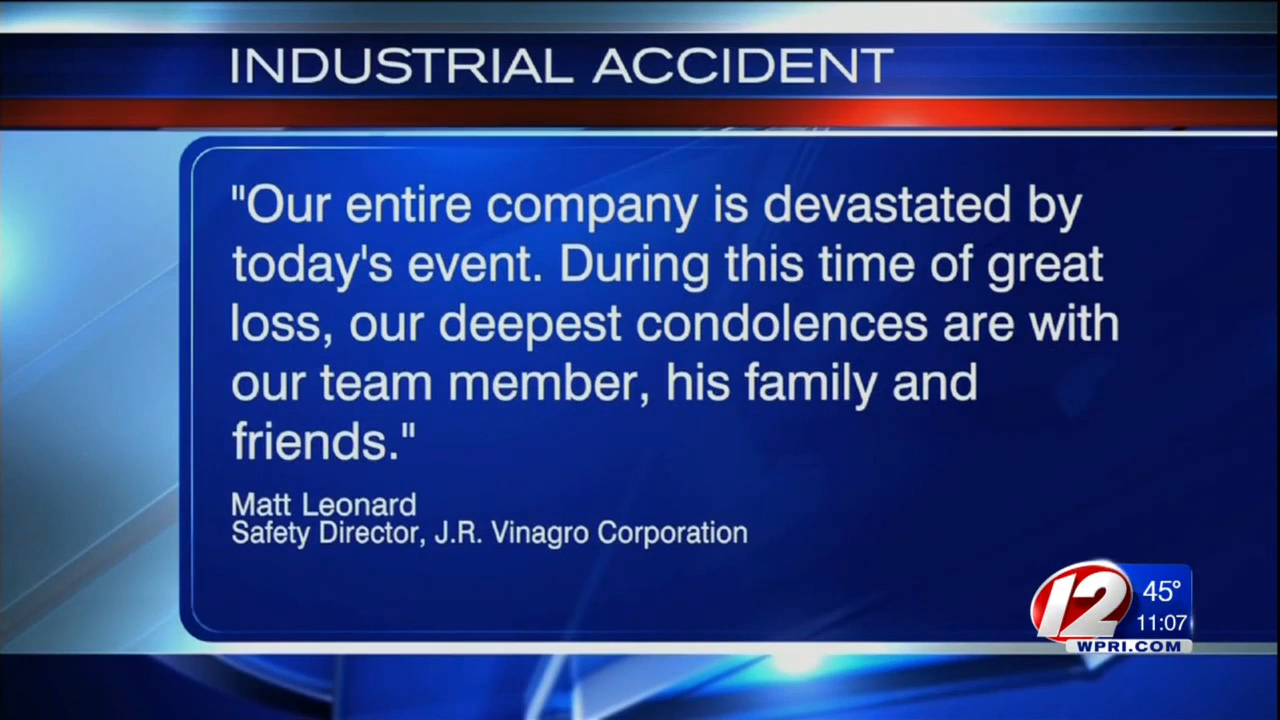 INDUSTRIAL ACCIDENT
"Our entire company is devastated by
today's event. During this time of great
loss, our deepest condolences are with
our team member, his family and
friends."
Matt Leonard
Safety Director, J.R. Vinagro Corporation
12
45°
11:07
WPRI.COM